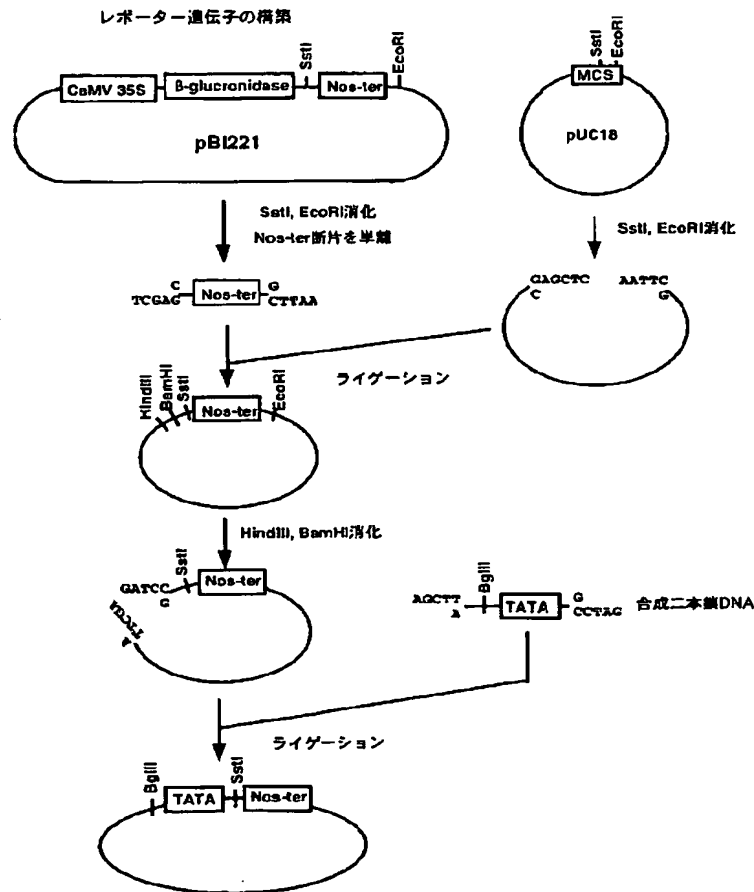 レポーター遺伝子の構築
SstI
EcoRI
CaMV 35S
β-glucronidase
Nos-ter
pBI221
SstI
EcoRI
MCS
pUC18
SstI, EcoRI消化
Nos-ter断片を単離
SstI, EcoRI消化
C
TCGAG
Nos-ter
G
CTTAA
GAGCTC
C
AATTC
G
ライゲーション
HindIII
BamHI
SstI
Nos-ter
EcoRI
HindIII, BamHI消化
GATCC
G
SstI
Nos-ter
TTCGA
A
AGCTT
A
BglII
TATA
G
CCTAG
合成二本鎖DNA
ライゲーション
BglII
TATA
SstI
Nos-ter